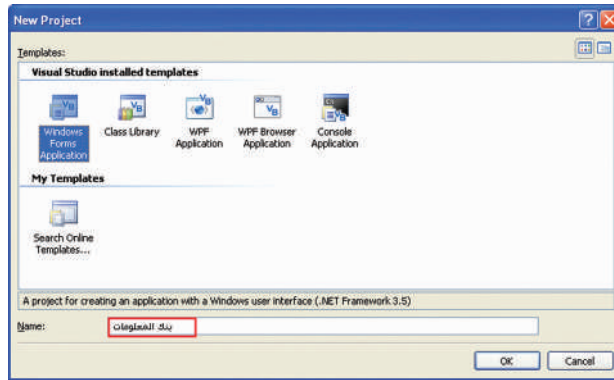 New Project
Templates:
Visual Studio installed templates
Windows Forms Application
Class Library
WPF Application
WPF Browser Application
Console Application
My Templates
Search Online Templates...
A project for creating an application with a Windows user interface (.NET Framework 3.5)
Name:
بنك المعلومات
OK
Cancel